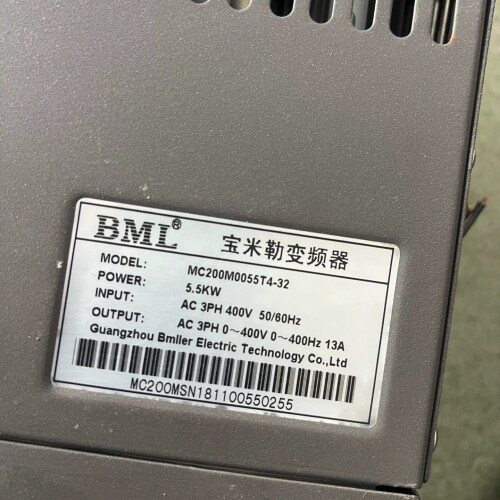 BML® 宝米勒变频器
MODEL: MC200M0055T4-32
POWER: 5.5KW
INPUT: AC 3PH 400V 50/60Hz
OUTPUT: AC 3PH 0～400V 0～400Hz 13A
Guangzhou Bmller Electric Technology Co.,Ltd
MC200MSN181100550255